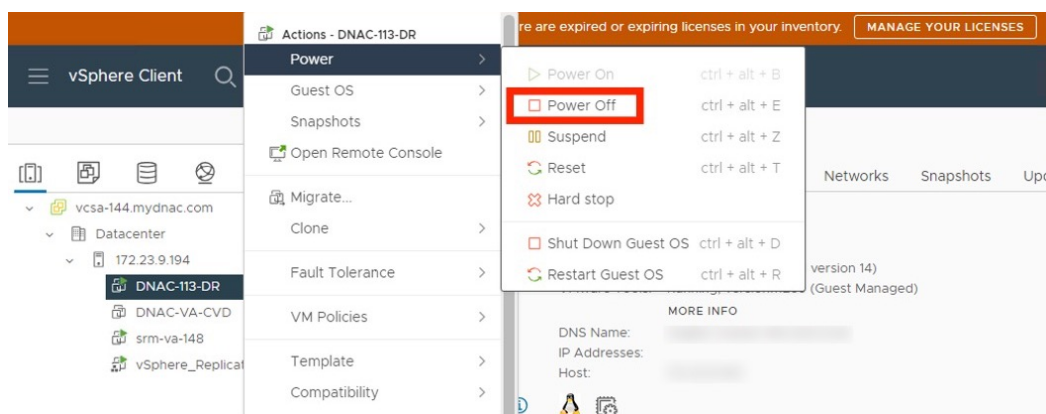 re are expired or expiring licenses in your inventory. MANAGE YOUR LICENSES
vSphere Client
vcsa-144.mydnac.com
Datacenter
172.23.9.194
DNAC-113-DR
DNAC-VA-CVD
srm-va-148
vSphere_Replicat
Actions - DNAC-113-DR
Power
Guest OS
Snapshots
Open Remote Console
Migrate...
Clone
Fault Tolerance
VM Policies
Template
Compatibility
Power On ctrl + alt + B
Power Off ctrl + alt + E
Suspend ctrl + alt + Z
Reset ctrl + alt + T
Hard stop
Shut Down Guest OS ctrl + alt + D
Restart Guest OS ctrl + alt + R
Networks Snapshots Upd
version 14)
(Guest Managed)
MORE INFO
DNS Name:
IP Addresses:
Host: